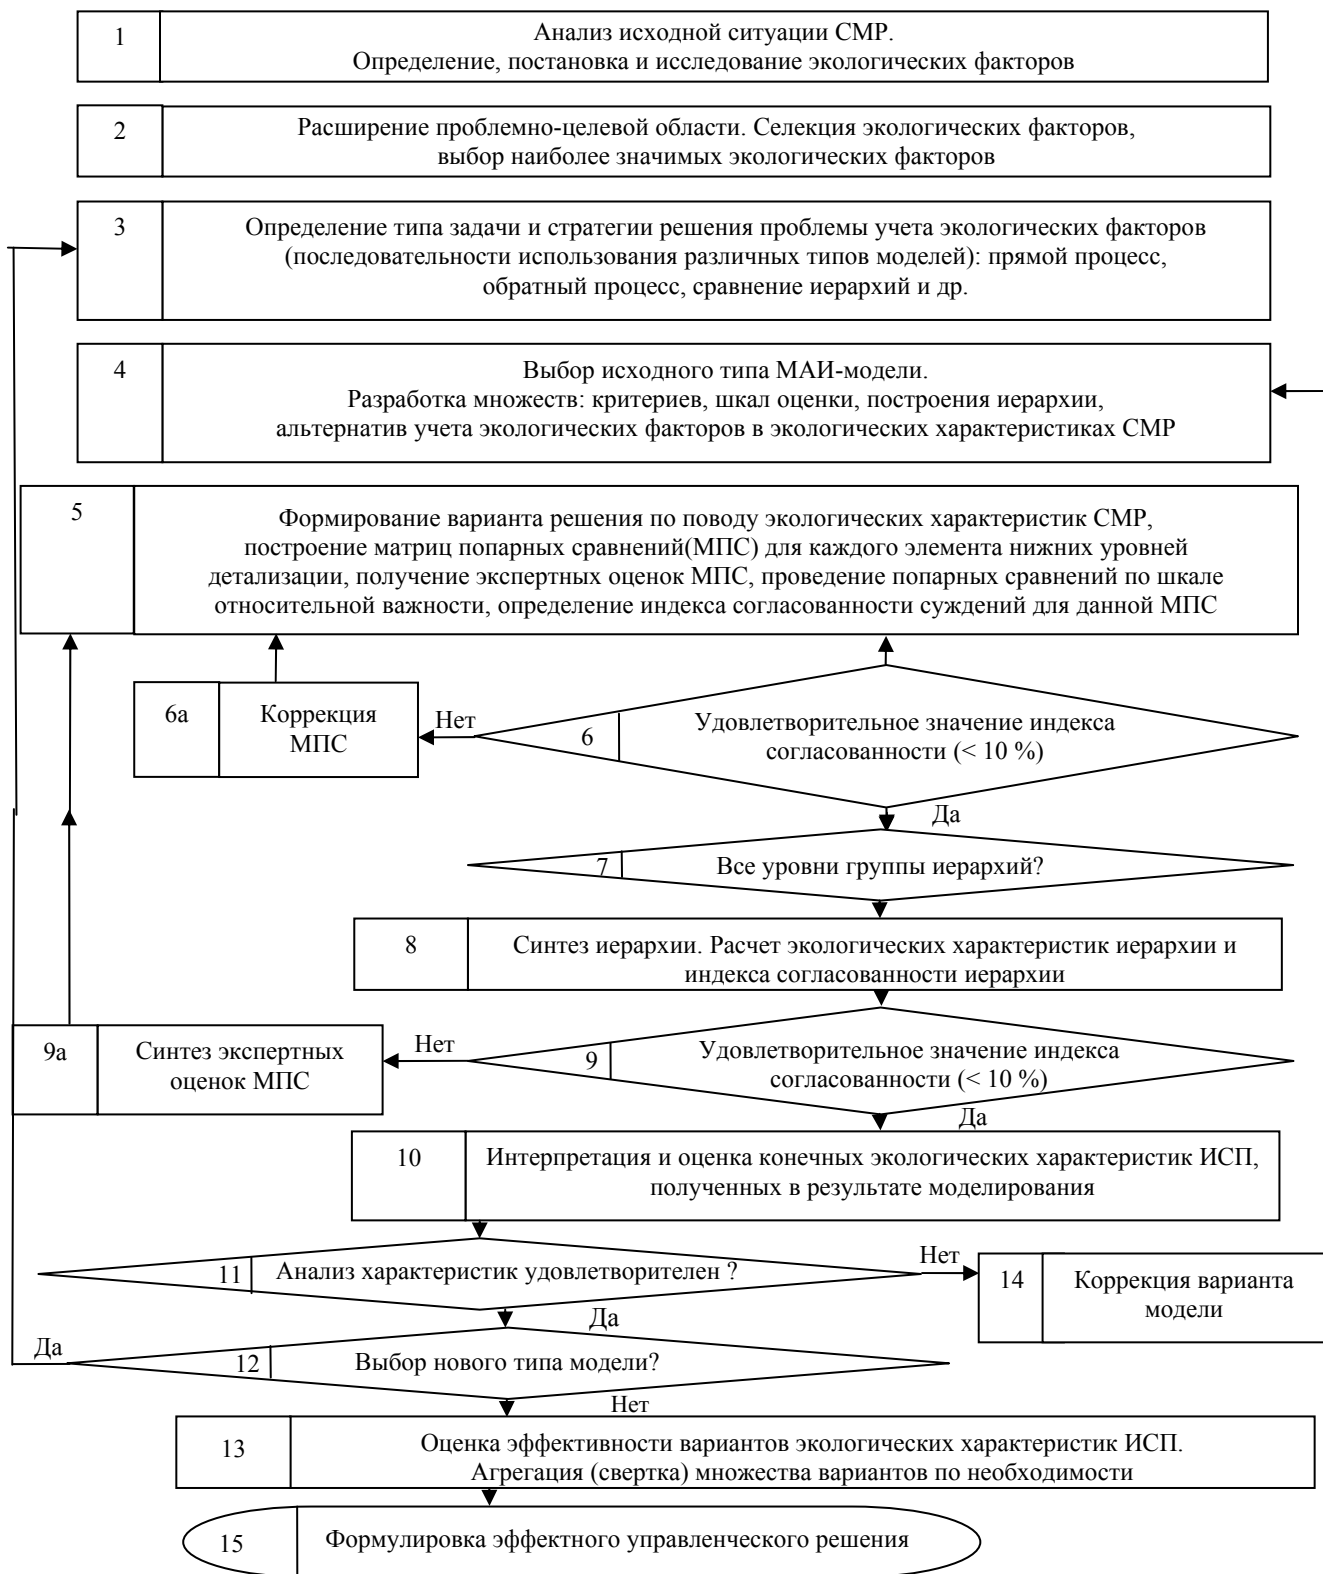 1
Анализ исходной ситуации СМР.
Определение, постановка и исследование экологических факторов
2
Расширение проблемно-целевой области. Селекция экологических факторов,
выбор наиболее значимых экологических факторов
3
Определение типа задачи и стратегии решения проблемы учета экологических факторов
(последовательности использования различных типов моделей): прямой процесс,
обратный процесс, сравнение иерархий и др.
4
Выбор исходного типа МАИ-модели.
Разработка множеств: критериев, шкал оценки, построения иерархии,
альтернатив учета экологических факторов в экологических характеристиках СМР
5
Формирование варианта решения по поводу экологических характеристик СМР,
построение матриц попарных сравнений(МПС) для каждого элемента нижних уровней
детализации, получение экспертных оценок МПС, проведение попарных сравнений по шкале
относительной важности, определение индекса согласованности суждений для данной МПС
6а
Коррекция
МПС
Нет
6
Удовлетворительное значение индекса
согласованности (< 10 %)
Да
7
Все уровни группы иерархий?
8
Синтез иерархии. Расчет экологических характеристик иерархии и
индекса согласованности иерархии
9а
Синтез экспертных
оценок МПС
Нет
9
Удовлетворительное значение индекса
согласованности (< 10 %)
Да
10
Интерпретация и оценка конечных экологических характеристик ИСП,
полученных в результате моделирования
11
Анализ характеристик удовлетворителен ?
Нет
14
Коррекция варианта
модели
Да
Да
12
Выбор нового типа модели?
Нет
13
Оценка эффективности вариантов экологических характеристик ИСП.
Агрегация (свертка) множества вариантов по необходимости
15
Формулировка эффектного управленческого решения